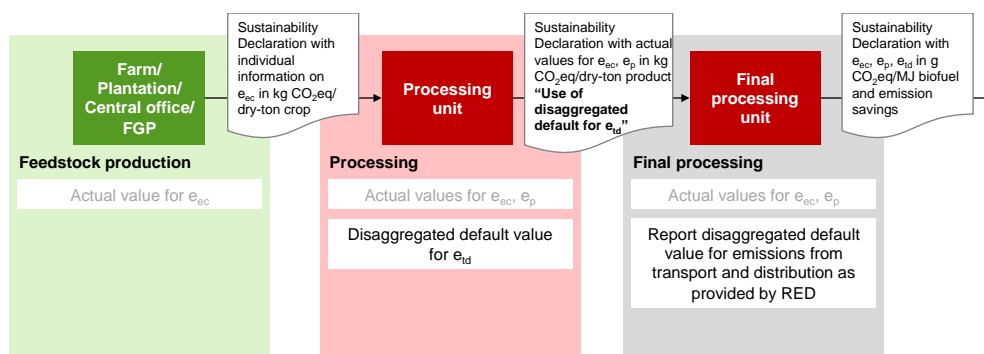 Farm/
Plantation/
Central office/
FGP
Sustainability
Declaration with
individual
information on
eec in kg CO2eq/
dry-ton crop
Processing
unit
Sustainability
Declaration with actual
values for eec, ep in kg
CO2eq/dry-ton product
“Use of
disaggregated
default for etd”
Final
processing
unit
Sustainability
Declaration with
eec, ep, etd in g
CO2eq/MJ biofuel
and emission
savings
Feedstock production
Actual value for eec
Processing
Actual values for eec, ep
Disaggregated default value
for etd
Final processing
Actual values for eec, ep
Report disaggregated default
value for emissions from
transport and distribution as
provided by RED